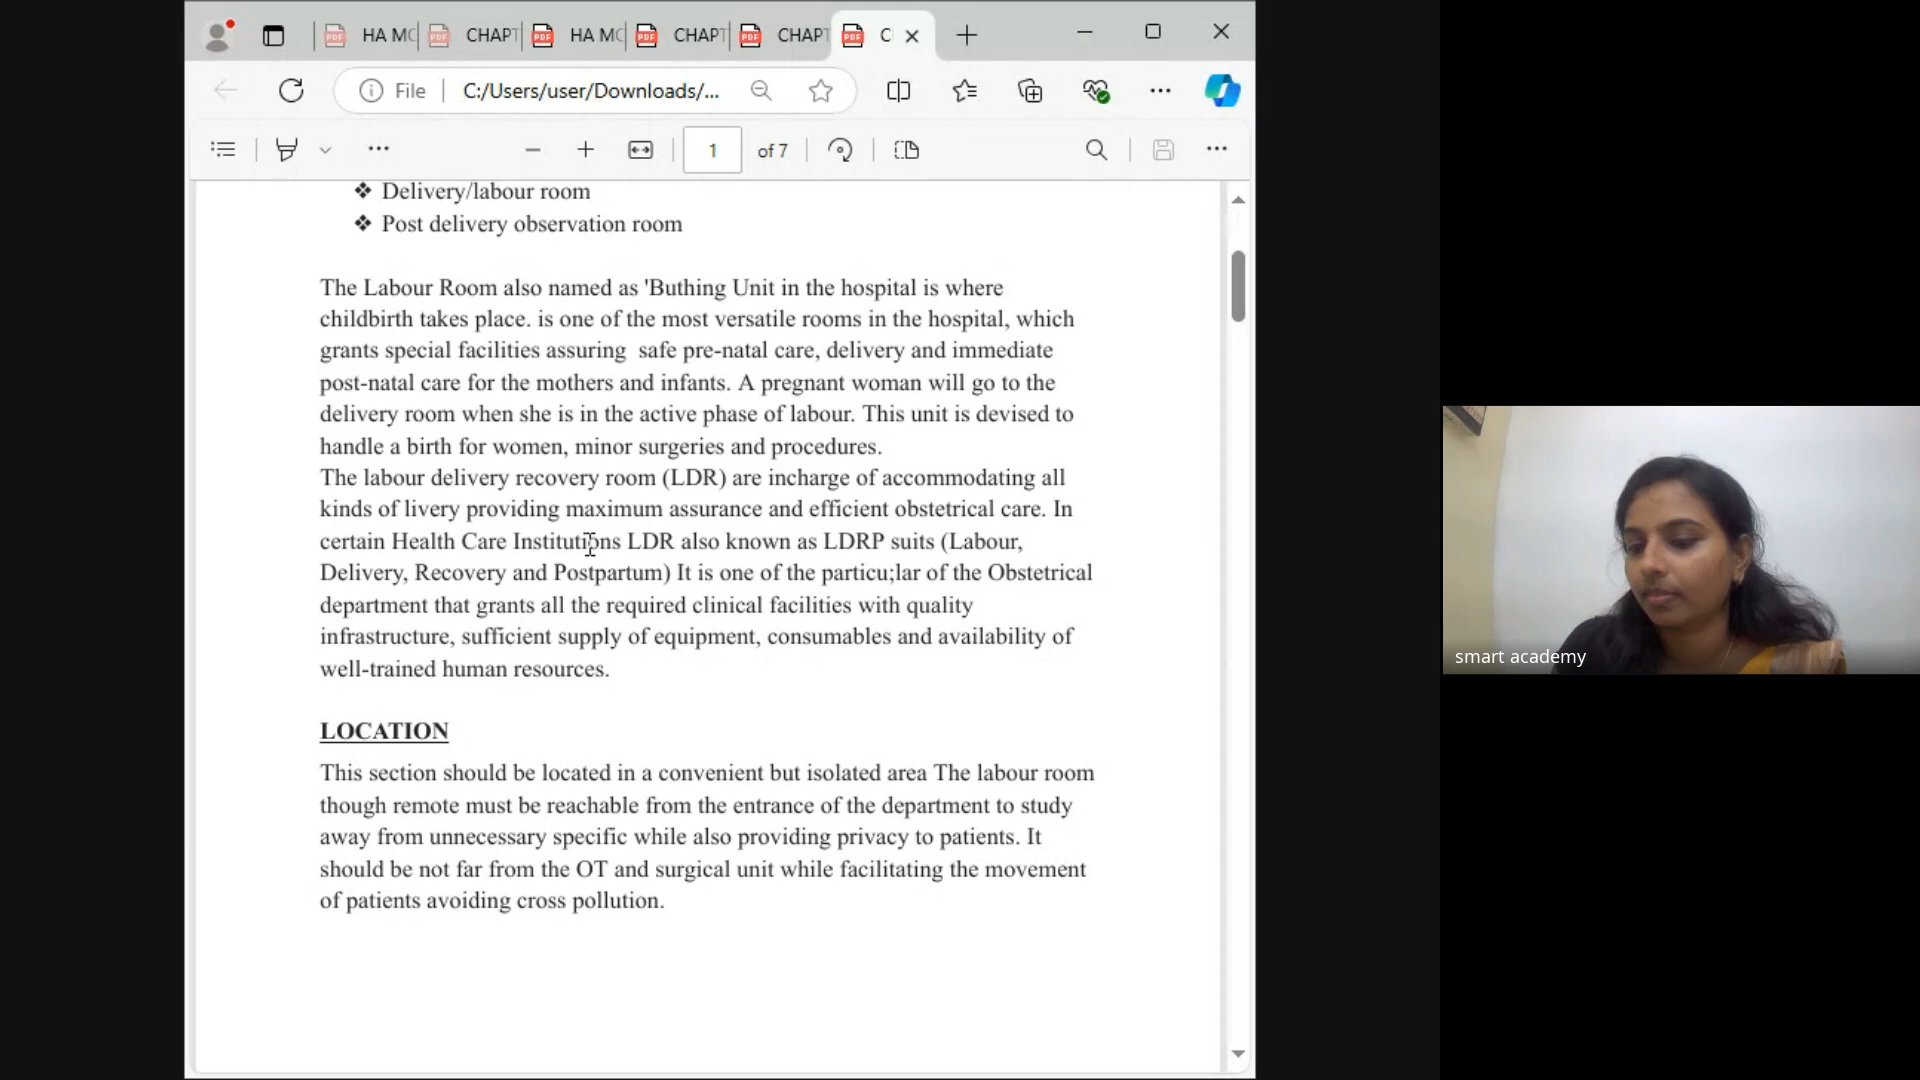 HA MC CHAPT HA MC CHAPT CHAPT C
File C:/Users/user/Downloads/...
1 of 7
❖ Delivery/labour room
❖ Post delivery observation room
The Labour Room also named as 'Buthing Unit in the hospital is where
childbirth takes place. is one of the most versatile rooms in the hospital, which
grants special facilities assuring safe pre-natal care, delivery and immediate
post-natal care for the mothers and infants. A pregnant woman will go to the
delivery room when she is in the active phase of labour. This unit is devised to
handle a birth for women, minor surgeries and procedures.
The labour delivery recovery room (LDR) are incharge of accommodating all
kinds of livery providing maximum assurance and efficient obstetrical care. In
certain Health Care Institutions LDR also known as LDRP suits (Labour,
Delivery, Recovery and Postpartum) It is one of the particu;lar of the Obstetrical
department that grants all the required clinical facilities with quality
infrastructure, sufficient supply of equipment, consumables and availability of
well-trained human resources.
LOCATION
This section should be located in a convenient but isolated area The labour room
though remote must be reachable from the entrance of the department to study
away from unnecessary specific while also providing privacy to patients. It
should be not far from the OT and surgical unit while facilitating the movement
of patients avoiding cross pollution.
smart academy